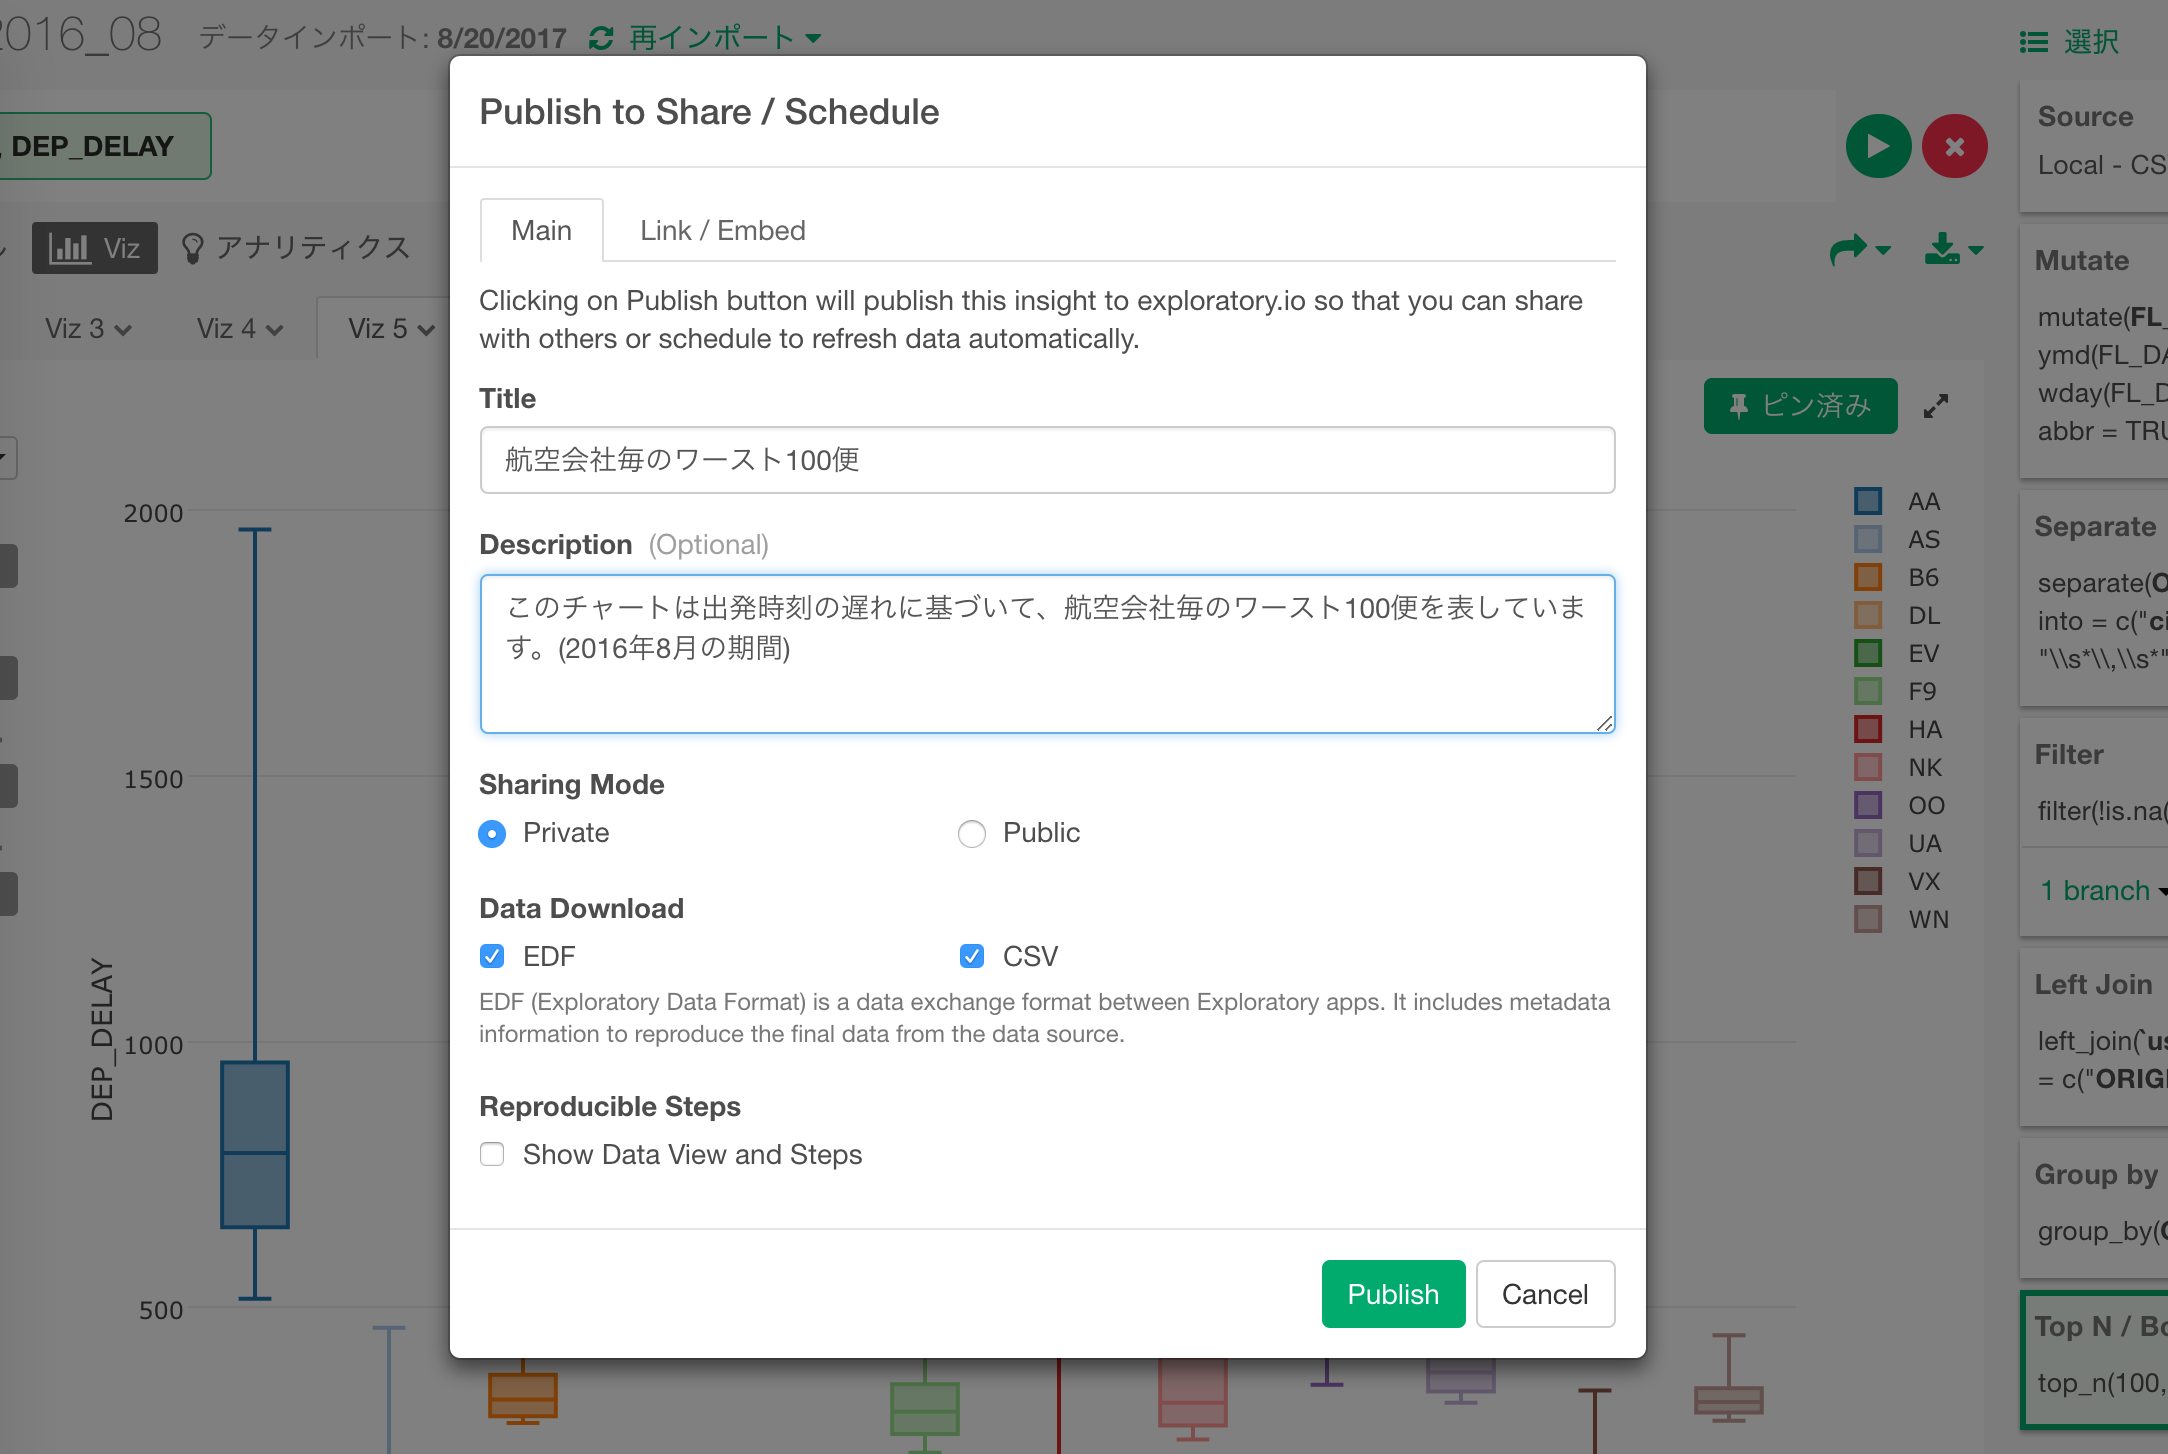 2016_08 データインポート: 8/20/2017 再インポート
選択
DEP_DELAY
Viz アナリティクス
Viz 3
Viz 4
Viz 5
ピン済み
2000
1500
1000
500
DEP_DELAY
Publish to Share / Schedule
Main
Link / Embed
Clicking on Publish button will publish this insight to exploratory.io so that you can share
with others or schedule to refresh data automatically.
Title
航空会社毎のワースト100便
Description (Optional)
このチャートは出発時刻の遅れに基づいて、航空会社毎のワースト100便を表していま
す。(2016年8月の期間)
Sharing Mode
Private
Public
Data Download
EDF
CSV
EDF (Exploratory Data Format) is a data exchange format between Exploratory apps. It includes metadata
information to reproduce the final data from the data source.
Reproducible Steps
Show Data View and Steps
Publish
Cancel
AA
AS
B6
DL
EV
F9
HA
NK
OO
UA
VX
WN
Source
Local - CS
Mutate
mutate(FL_
ymd(FL_DA
wday(FL_D
abbr = TRU
Separate
separate(O
into = c("ci
"\\s*\\,\\s*"
Filter
filter(!is.na(
1 branch
Left Join
left_join(`us
= c("ORIGI
Group by
group_by(
Top N / Bo
top_n(100,